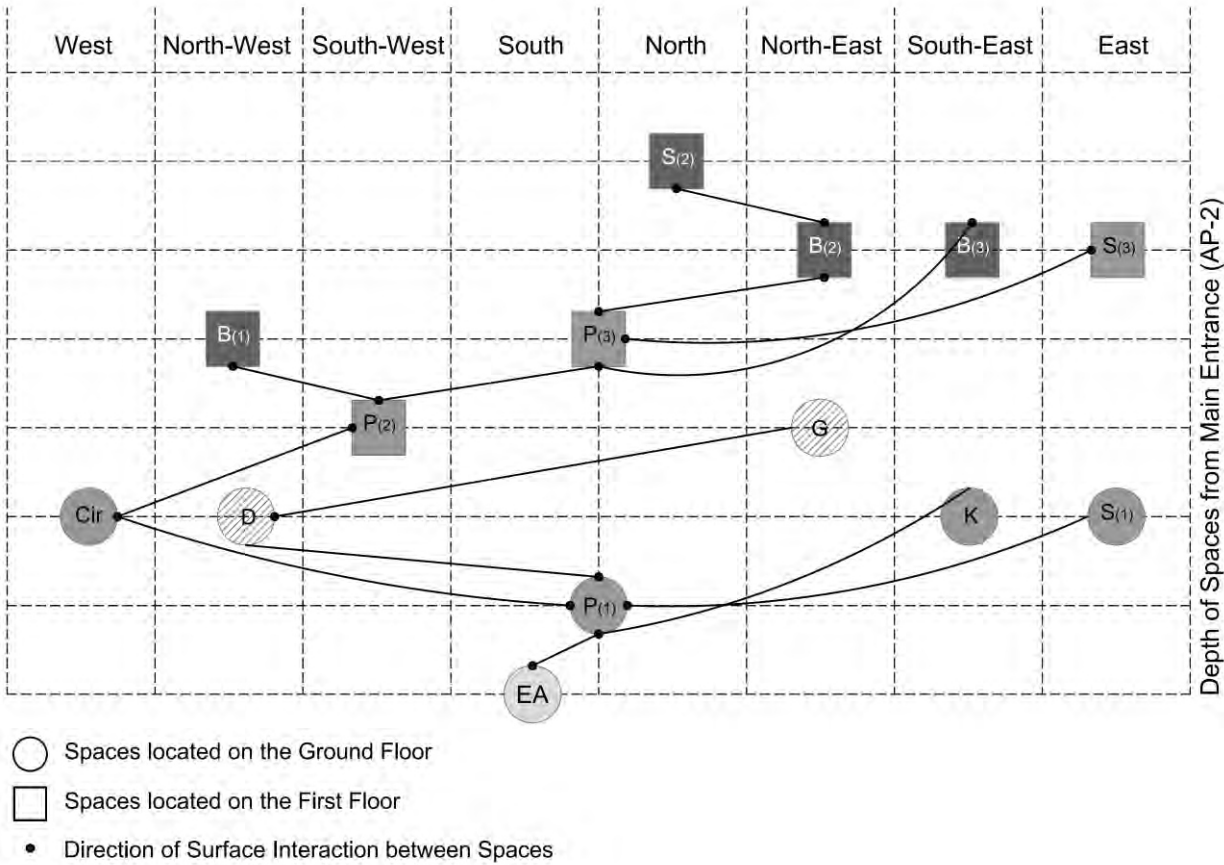 West North-West South-West South North North-East South-East East
S(2)
B(2) B(3) S(3)
B(1) P(3)
P(2) G
Cir D K S(1)
P(1)
EA
Depth of Spaces from Main Entrance (AP-2)
Spaces located on the Ground Floor
Spaces located on the First Floor
Direction of Surface Interaction between Spaces